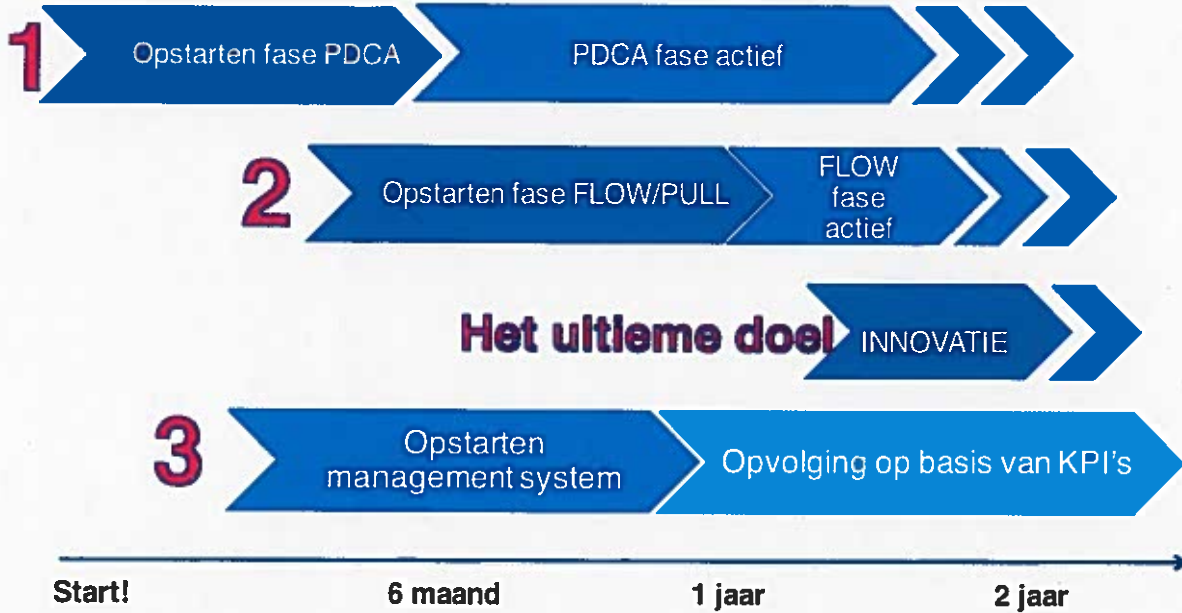 1
Opstarten fase PDCA
PDCA fase actief
2
Opstarten fase FLOW/PULL
FLOW
fase
actief
Het ultieme doel
INNOVATIE
3
Opstarten
management system
Opvolging op basis van KPI's
Start!
6 maand
1 jaar
2 jaar